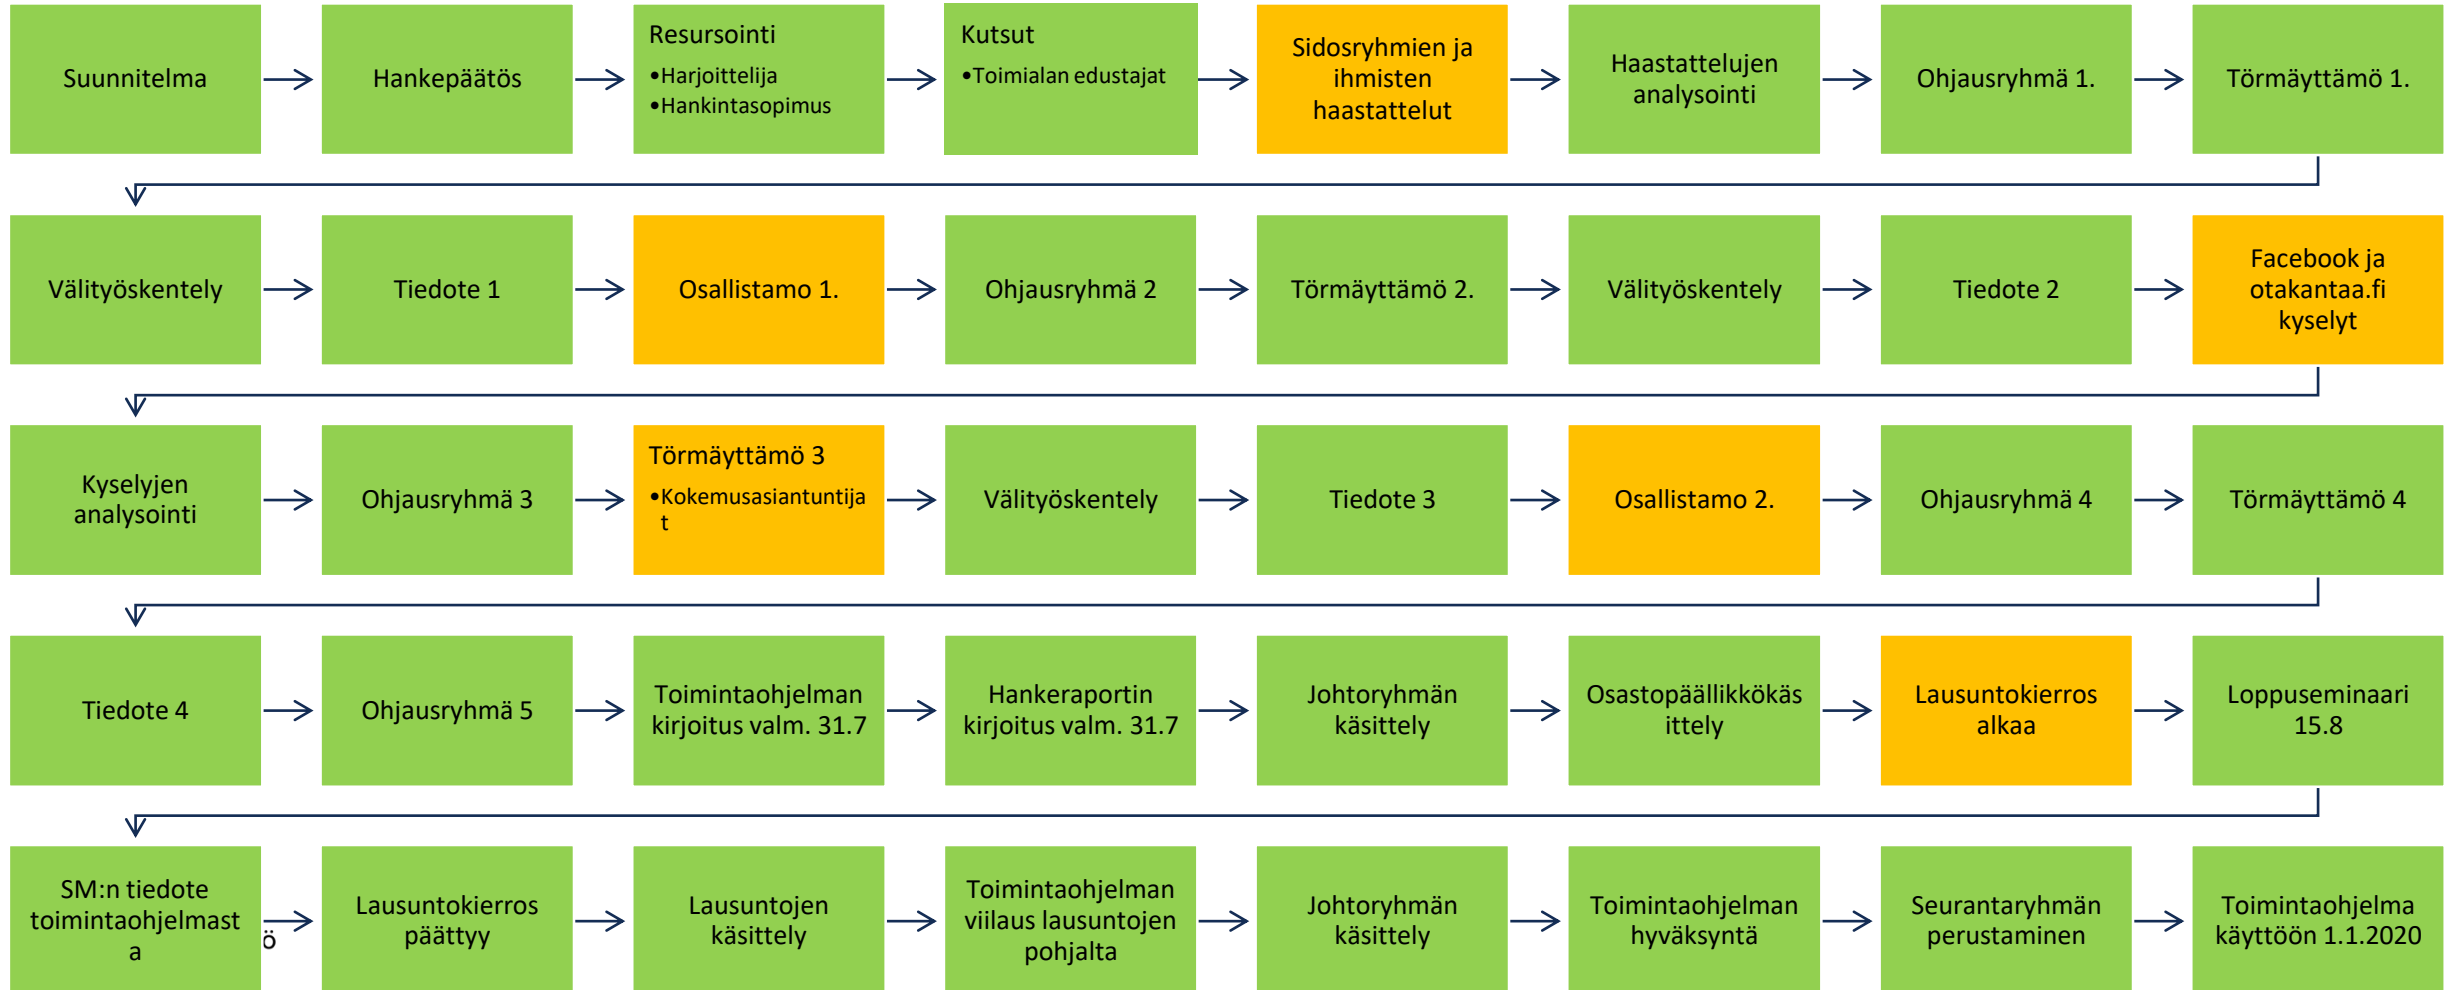 Suunnitelma
Hankepäätös
Resursointi
•Harjoittelija
•Hankintasopimus
Kutsut
•Toimialan edustajat
Sidosryhmien ja
ihmisten
haastattelut
Haastattelujen
analysointi
Ohjausryhmä 1.
Törmäyttämö 1.
Välityöskentely
Tiedote 1
Osallistamo 1.
Ohjausryhmä 2
Törmäyttämö 2.
Välityöskentely
Tiedote 2
Facebook ja
otakantaa.fi
kyselyt
Kyselyjen
analysointi
Ohjausryhmä 3
Törmäyttämö 3
•Kokemusasiantuntija
t
Välityöskentely
Tiedote 3
Osallistamo 2.
Ohjausryhmä 4
Törmäyttämö 4
Tiedote 4
Ohjausryhmä 5
Toimintaohjelman
kirjoitus valm. 31.7
Hankeraportin
kirjoitus valm. 31.7
Johtoryhmän
käsittely
Osastopäällikkökäs
ittely
Lausuntokierros
alkaa
Loppuseminaari
15.8
SM:n tiedote
toimintaohjelmast
a
ö
Lausuntokierros
päättyy
Lausuntojen
käsittely
Toimintaohjelman
viilaus lausuntojen
pohjalta
Johtoryhmän
käsittely
Toimintaohjelman
hyväksyntä
Seurantaryhmän
perustaminen
Toimintaohjelma
käyttöön 1.1.2020